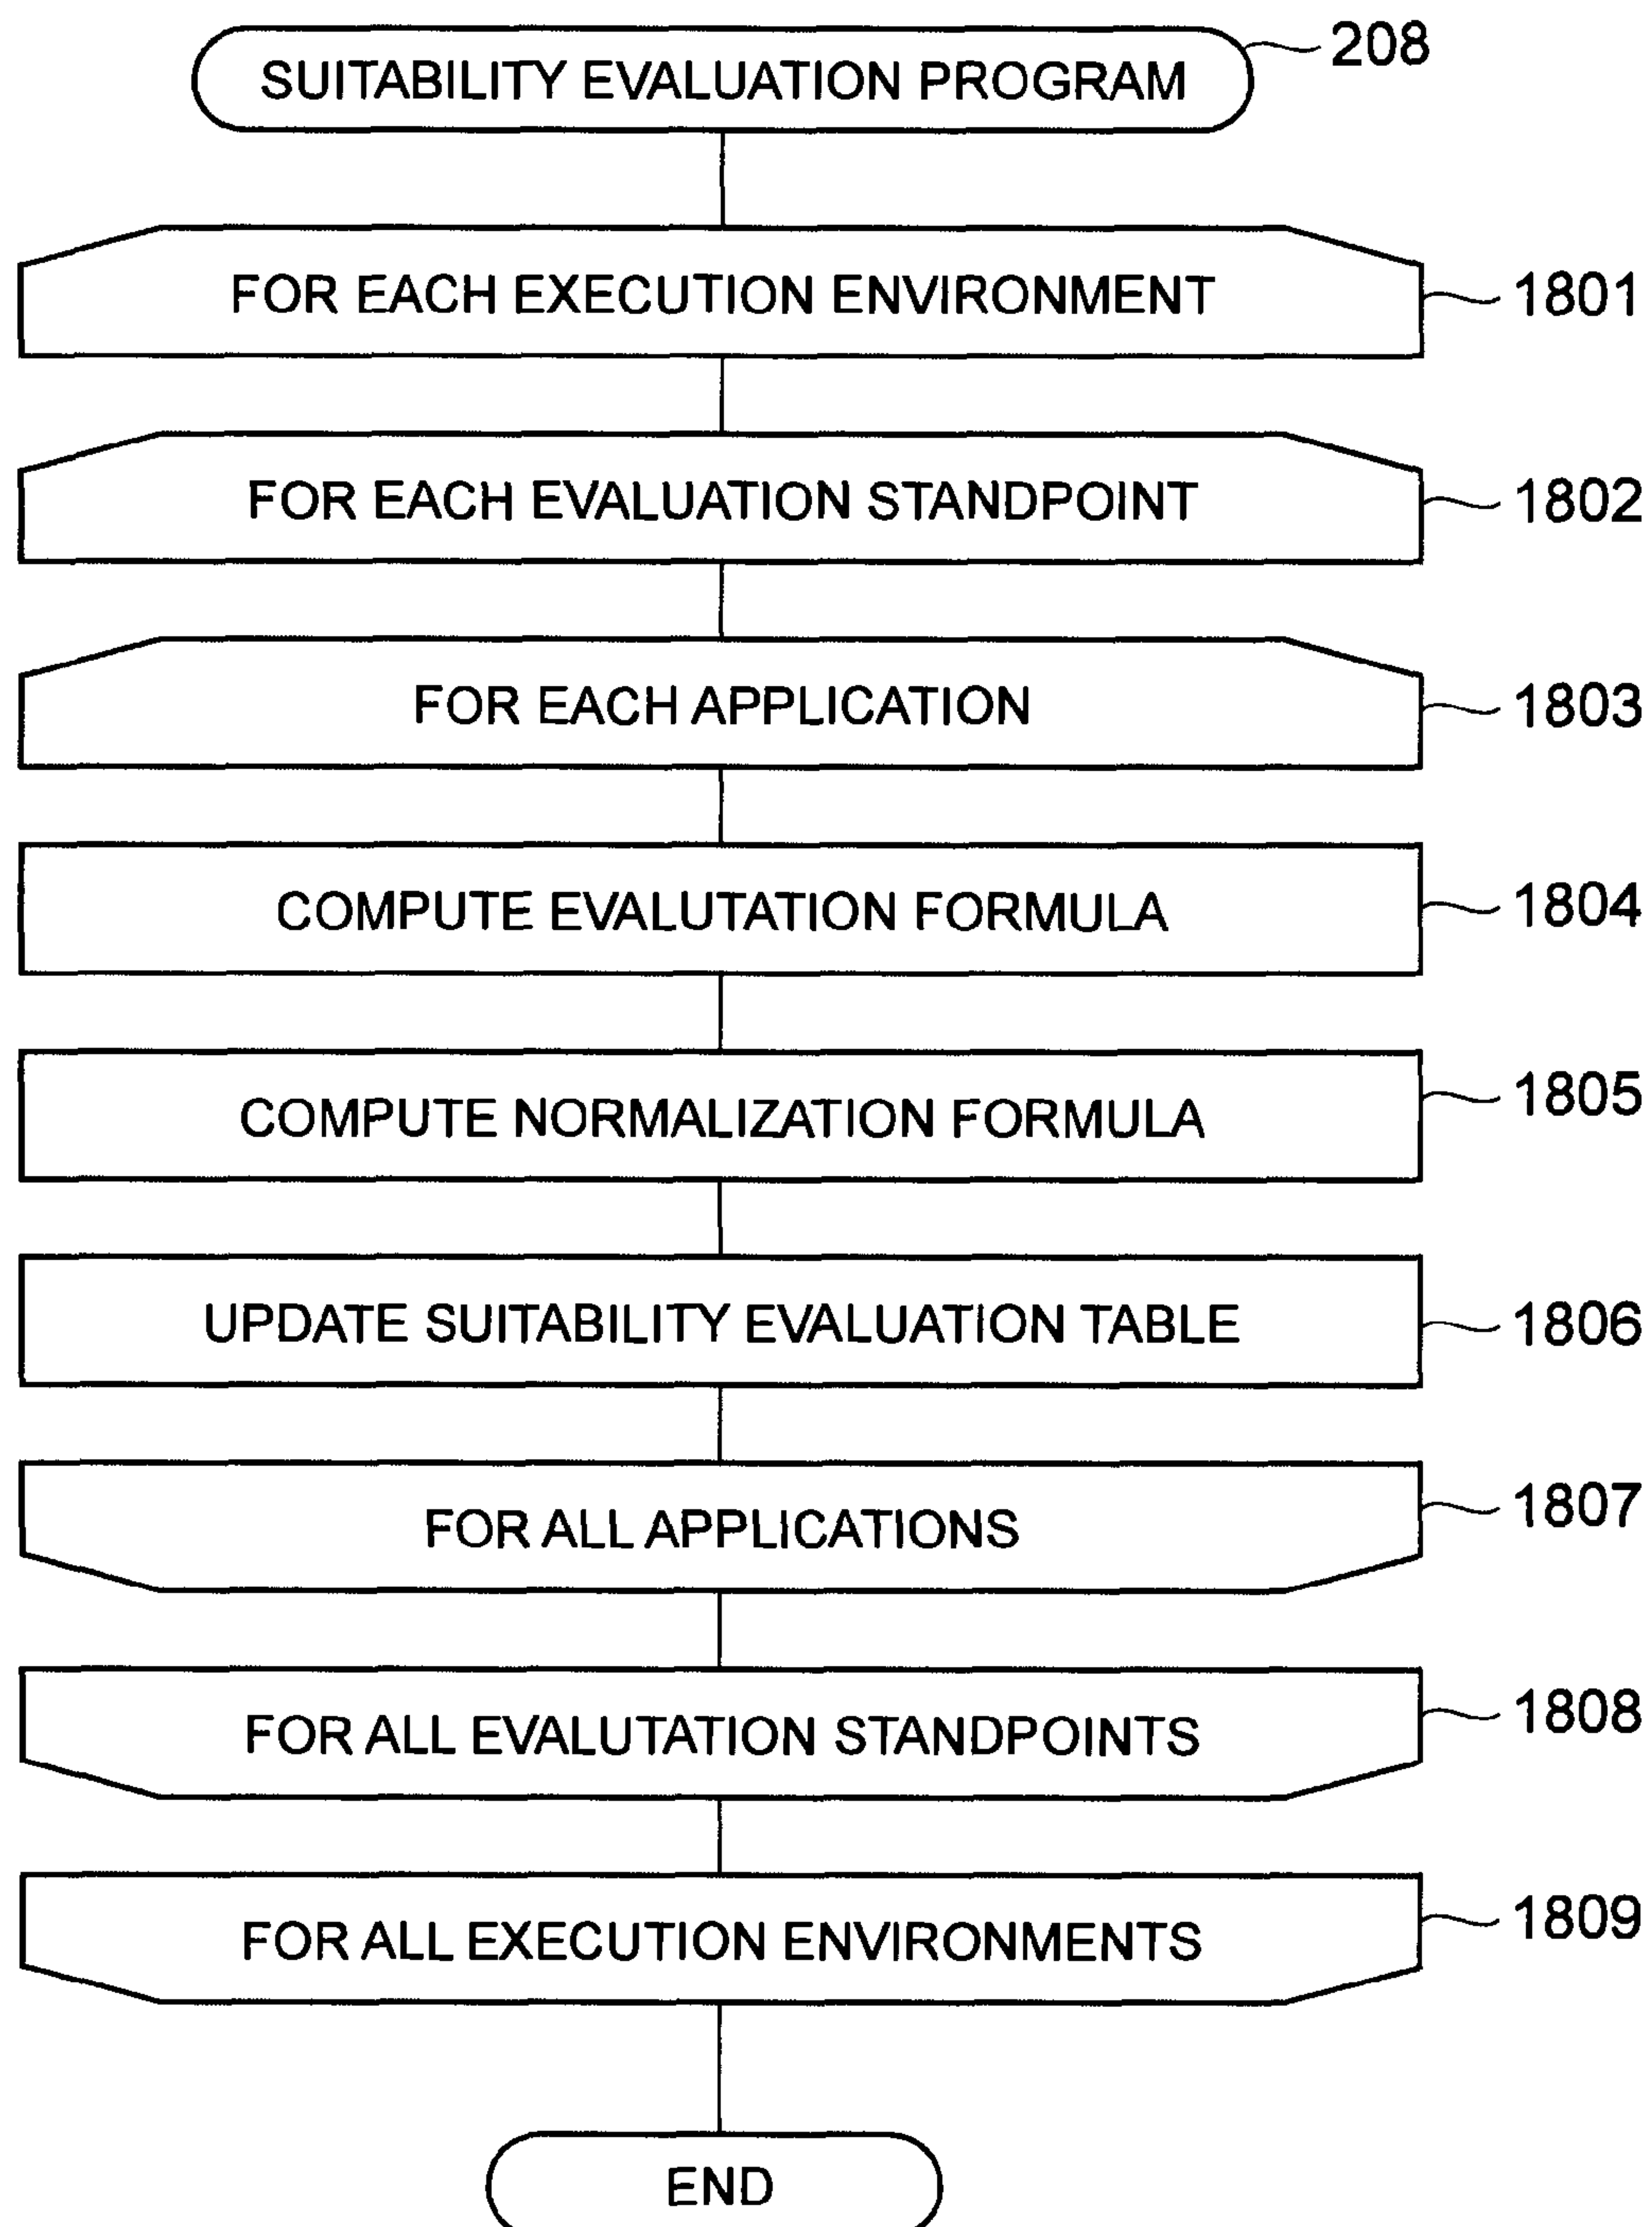 SUITABILITY EVALUATION PROGRAM
208
FOR EACH EXECUTION ENVIRONMENT
1801
FOR EACH EVALUATION STANDPOINT
1802
FOR EACH APPLICATION
1803
COMPUTE EVALUTATION FORMULA
1804
COMPUTE NORMALIZATION FORMULA
1805
UPDATE SUITABILITY EVALUATION TABLE
1806
FOR ALL APPLICATIONS
1807
FOR ALL EVALUTATION STANDPOINTS
1808
FOR ALL EXECUTION ENVIRONMENTS
1809
END